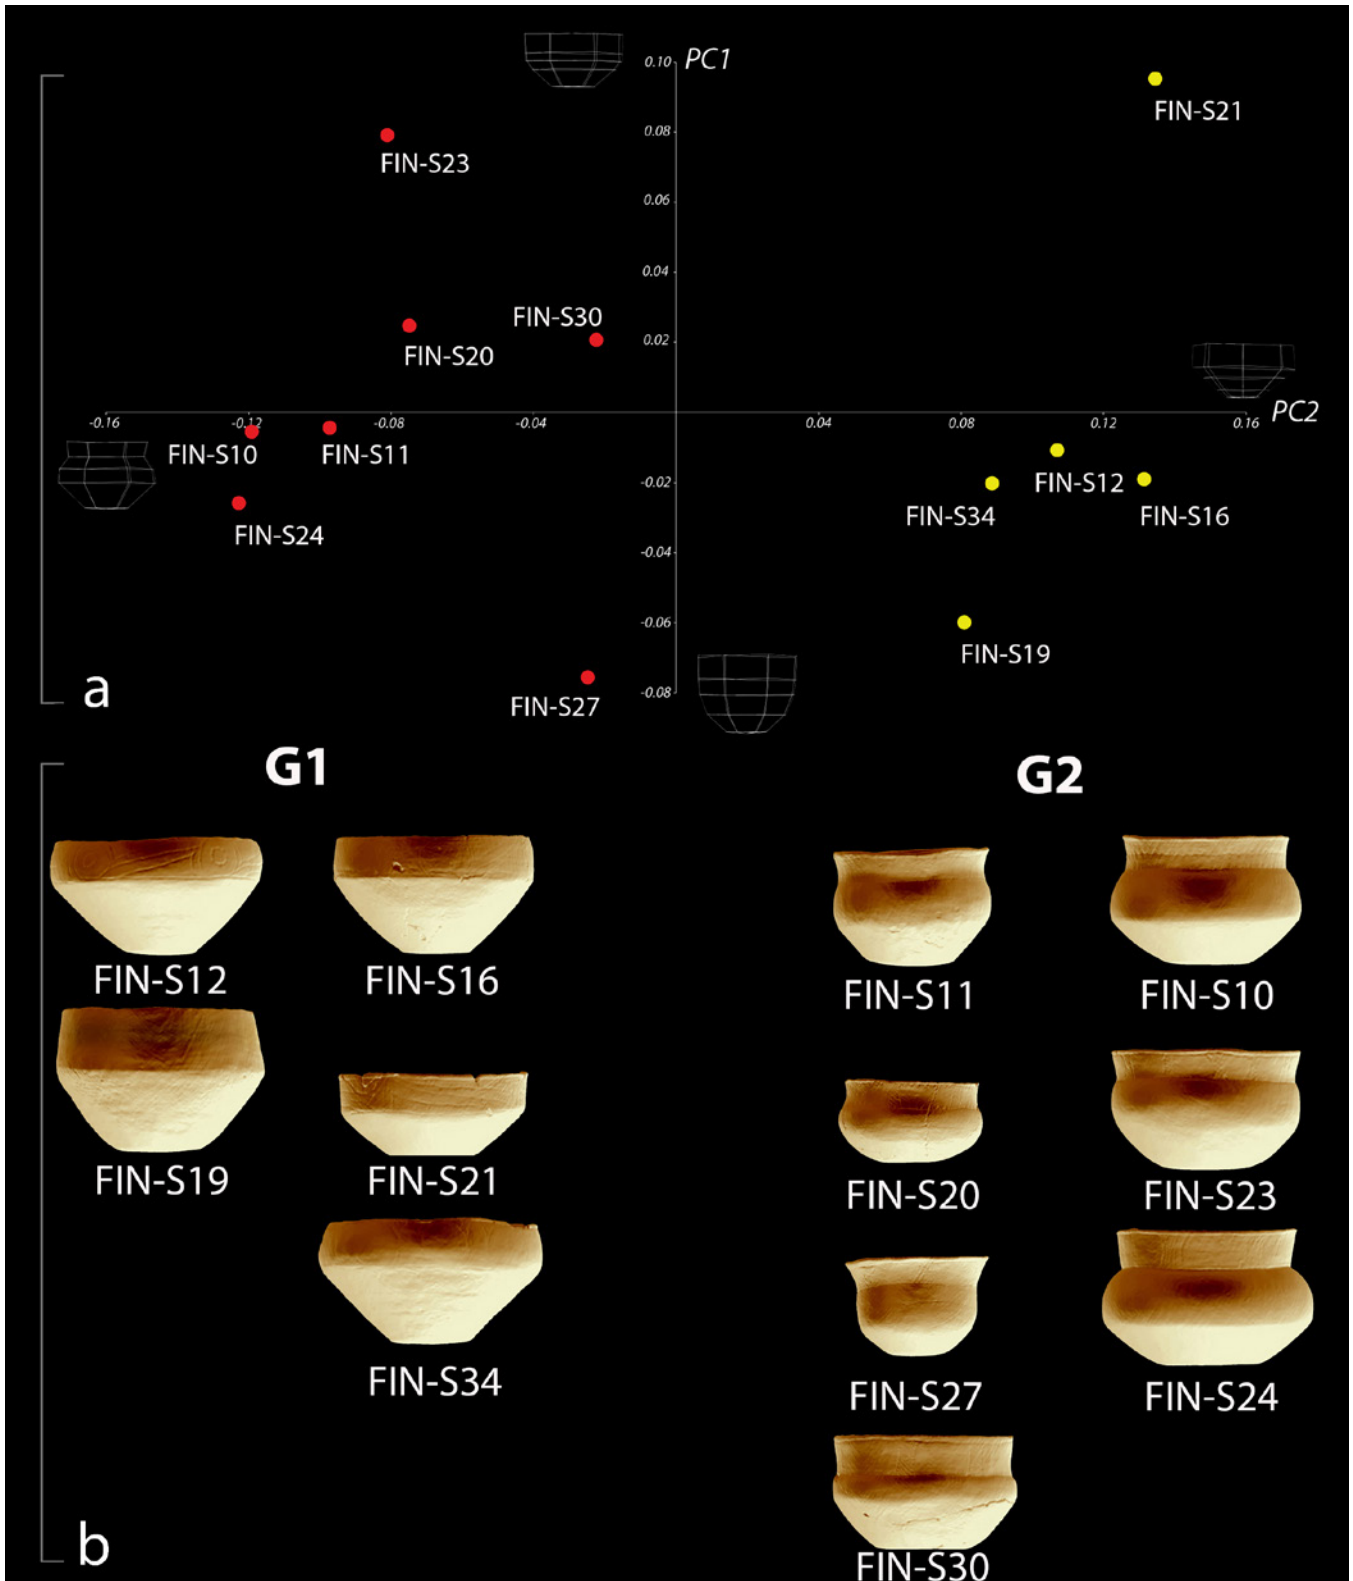 0.10 PC1
FIN-S21
0.08
FIN-S23
0.06
0.04
FIN-S30
0.02
FIN-S20
-0.16 -0.12 -0.08 -0.04 0.04 0.08 0.12 0.16 PC2
FIN-S10 FIN-S11
-0.02
FIN-S12
FIN-S34 FIN-S16
FIN-S24
-0.04
-0.06
FIN-S19
-0.08
a
FIN-S27
G1 G2
FIN-S12 FIN-S16 FIN-S11 FIN-S10
FIN-S19 FIN-S21 FIN-S20 FIN-S23
FIN-S34 FIN-S27 FIN-S24
b
FIN-S30